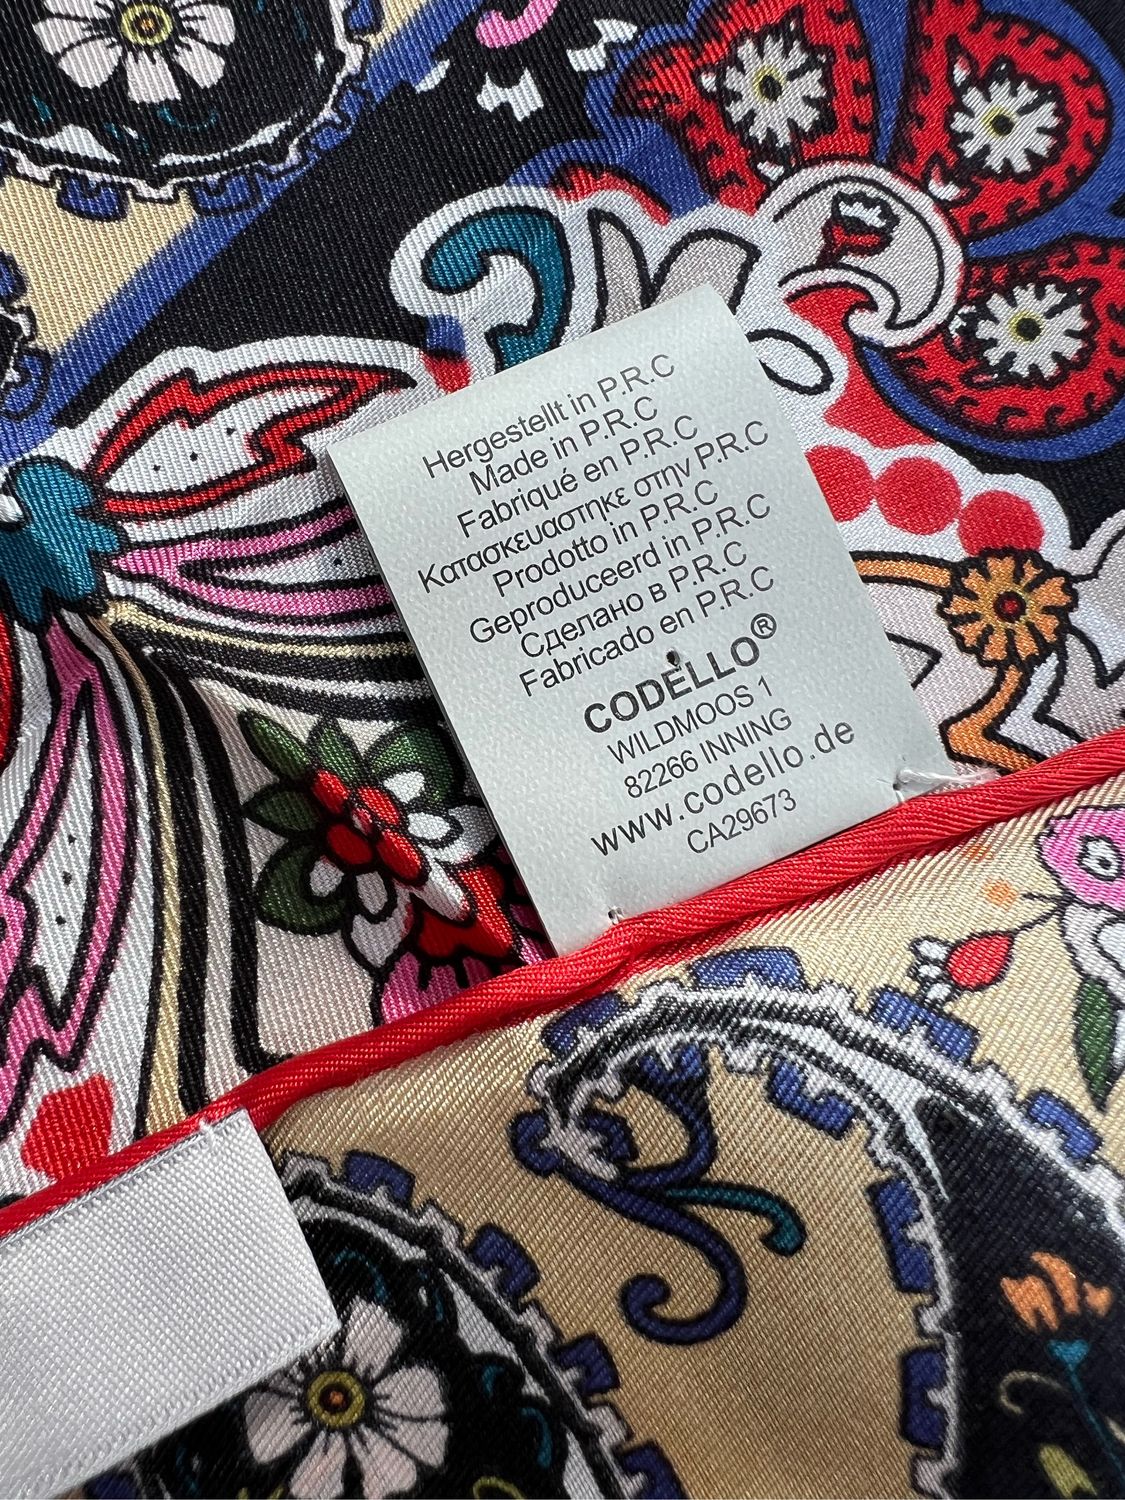 Hergestellt in P.R.C
Made in P.R.C
Fabriqué en P.R.C
Κατασκευαστηκε στην P.R.C
Prodotto in P.R.C
Geproduceerd in P.R.C
Сделано в P.R.C
Fabricado en P.R.C
CODELLO®
WILDMOOS 1
82266 INNING
www.codello.de
CA29673